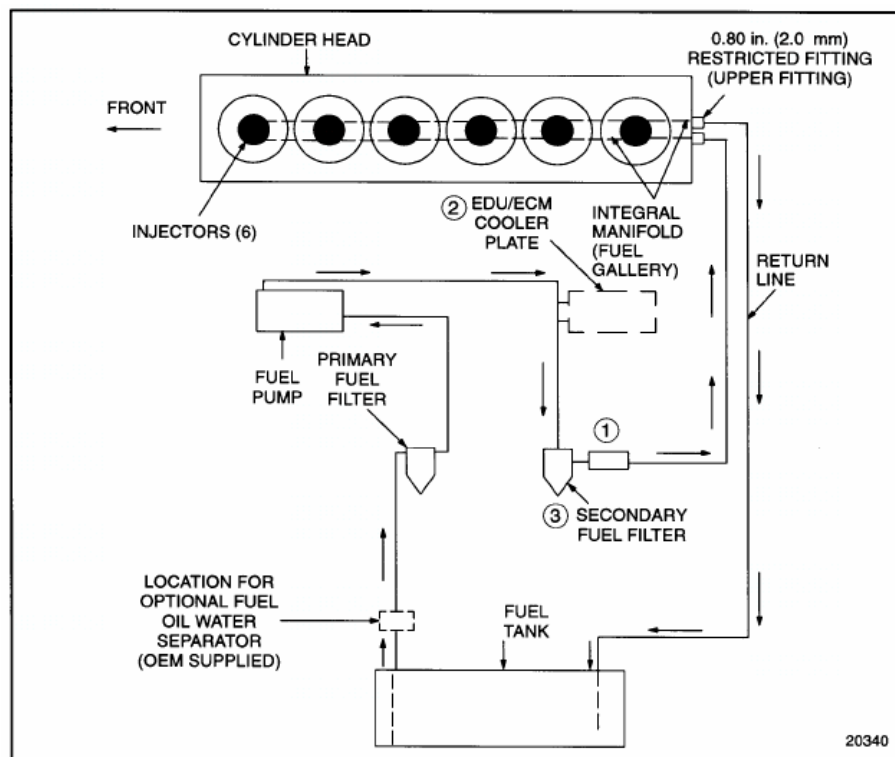 CYLINDER HEAD
0.80 in. (2.0 mm)
RESTRICTED FITTING
(UPPER FITTING)
FRONT
INJECTORS (6)
② EDU/ECM
COOLER
PLATE
INTEGRAL
MANIFOLD
(FUEL
GALLERY)
RETURN
LINE
FUEL
PUMP
PRIMARY
FUEL
FILTER
①
③ SECONDARY
FUEL FILTER
LOCATION FOR
OPTIONAL FUEL
OIL WATER
SEPARATOR
(OEM SUPPLIED)
FUEL
TANK
20340